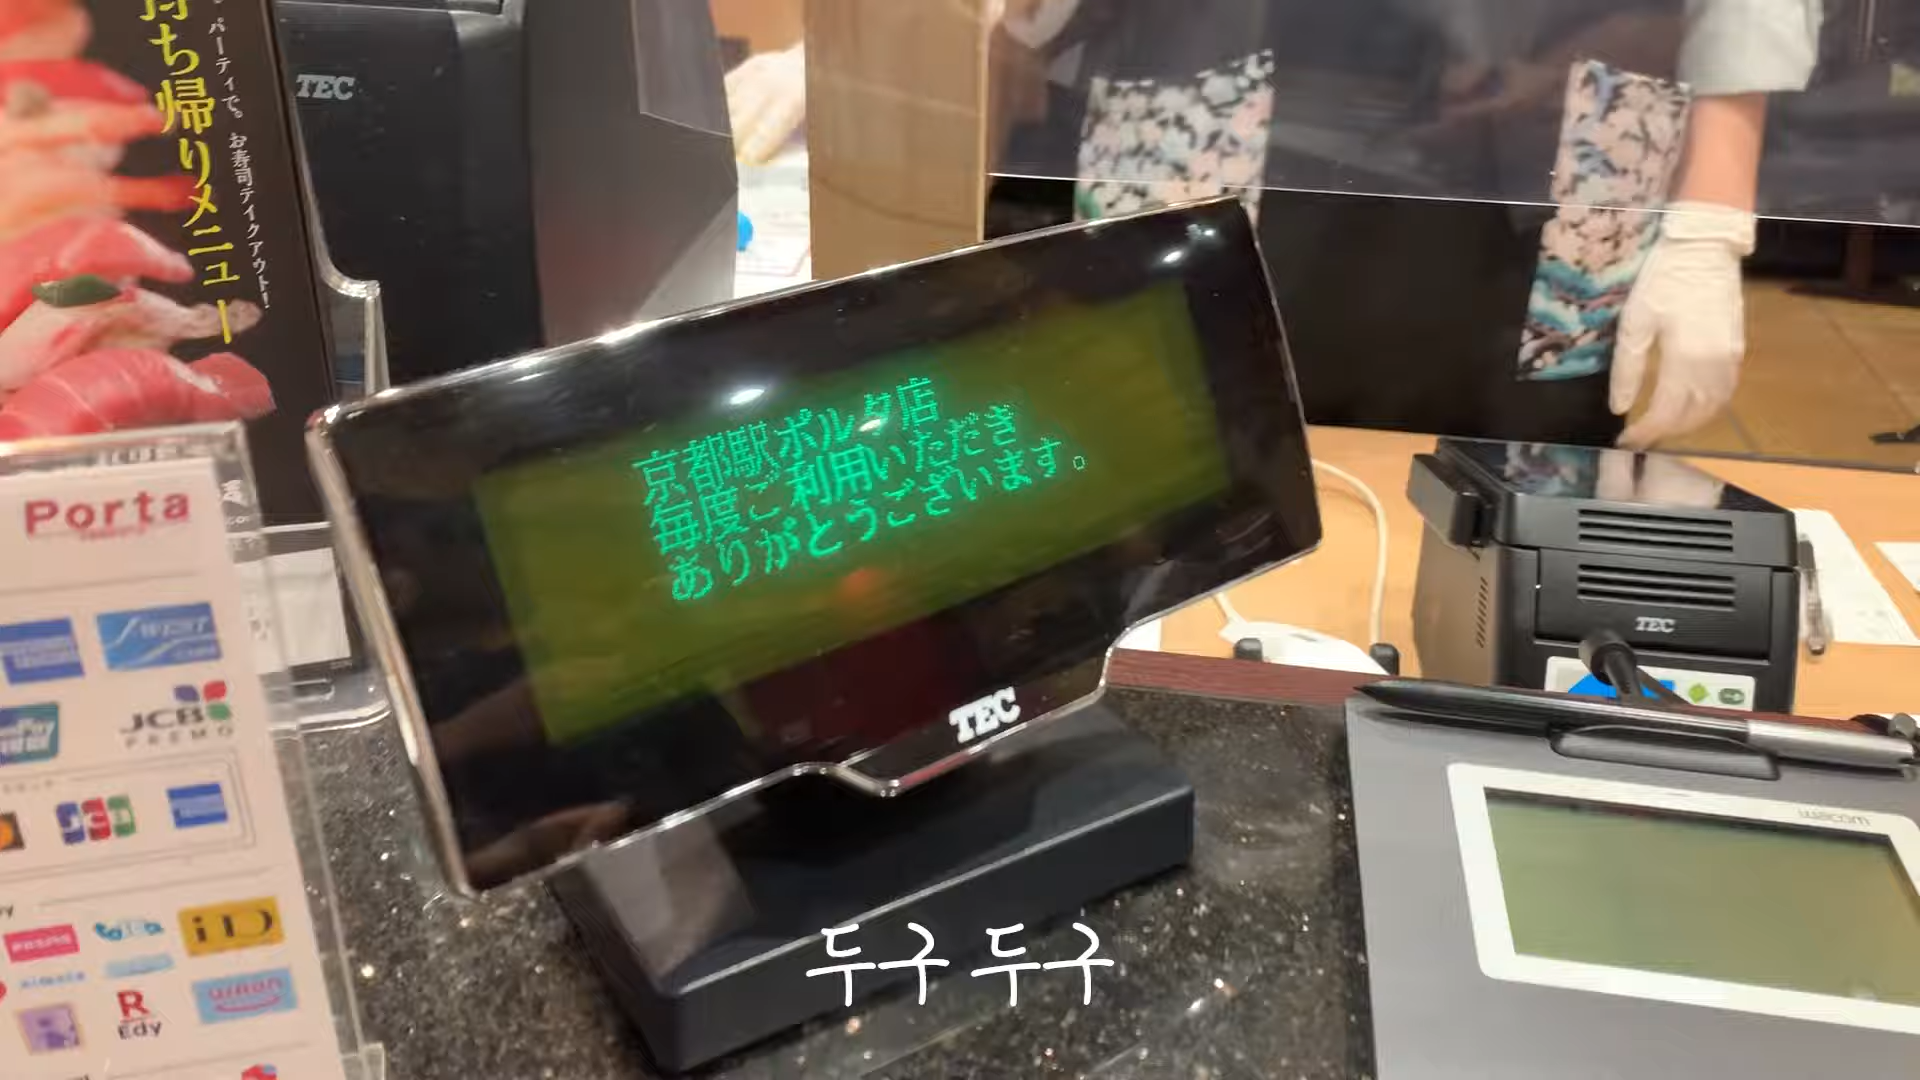 持ち帰りメニュー
パーティで。お寿司テイクアウト!
TEC
京都駅ポルタ店
毎度ご利用いただき
ありがとうございます。
TEC
Porta
WEST
JCB
PREMO
JCB
iD
R
Edy
TEC
wacom
두구 두구